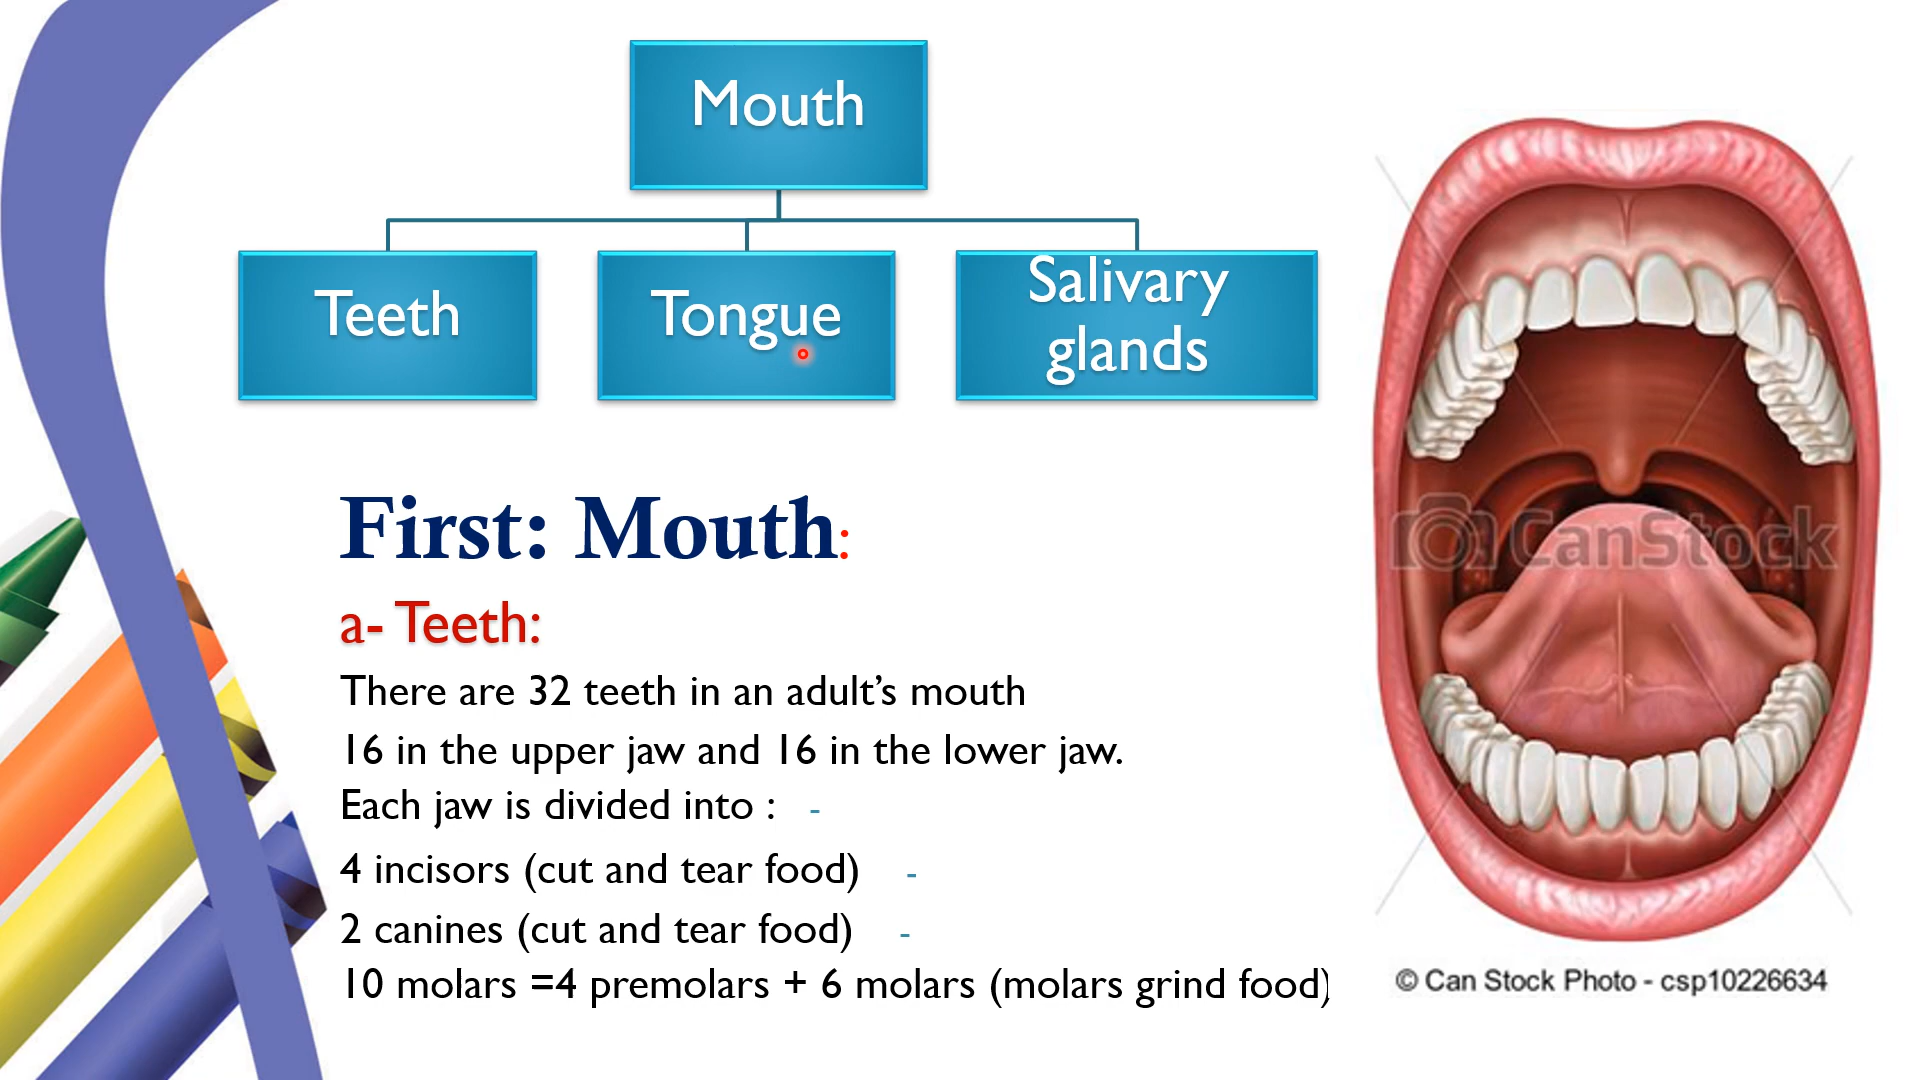 Mouth
Teeth
Tongue
Salivary
glands
First: Mouth:
a- Teeth:
There are 32 teeth in an adult’s mouth
16 in the upper jaw and 16 in the lower jaw.
Each jaw is divided into : -
4 incisors (cut and tear food) -
2 canines (cut and tear food) -
10 molars =4 premolars + 6 molars (molars grind food)
CanStock
© Can Stock Photo - csp10226634